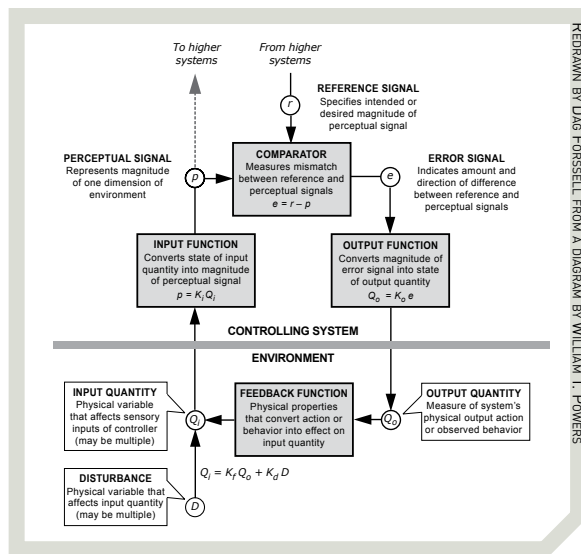 To higher
systems
From higher
systems
r
REFERENCE SIGNAL
Specifies intended or
desired magnitude of
perceptual signal
PERCEPTUAL SIGNAL
Represents magnitude
of one dimension of
environment
p
COMPARATOR
Measures mismatch
between reference and
perceptual signals
e = r – p
e
ERROR SIGNAL
Indicates amount and
direction of difference
between reference and
perceptual signals
INPUT FUNCTION
Converts state of input
quantity into magnitude
of perceptual signal
p = KiQi
OUTPUT FUNCTION
Converts magnitude of
error signal into state
of output quantity
Qo = Ko e
CONTROLLING SYSTEM
ENVIRONMENT
INPUT QUANTITY
Physical variable
that affects sensory
inputs of controller
(may be multiple)
Qi
FEEDBACK FUNCTION
Physical properties
that convert action or
behavior into effect on
input quantity
Qo
OUTPUT QUANTITY
Measure of system's
physical output action
or observed behavior
DISTURBANCE
Physical variable that
affects input quantity
(may be multiple)
D
Qi = KfQo + KdD
REDRAWN BY DAG FORSSELL FROM A DIAGRAM BY WILLIAM T. POWERS